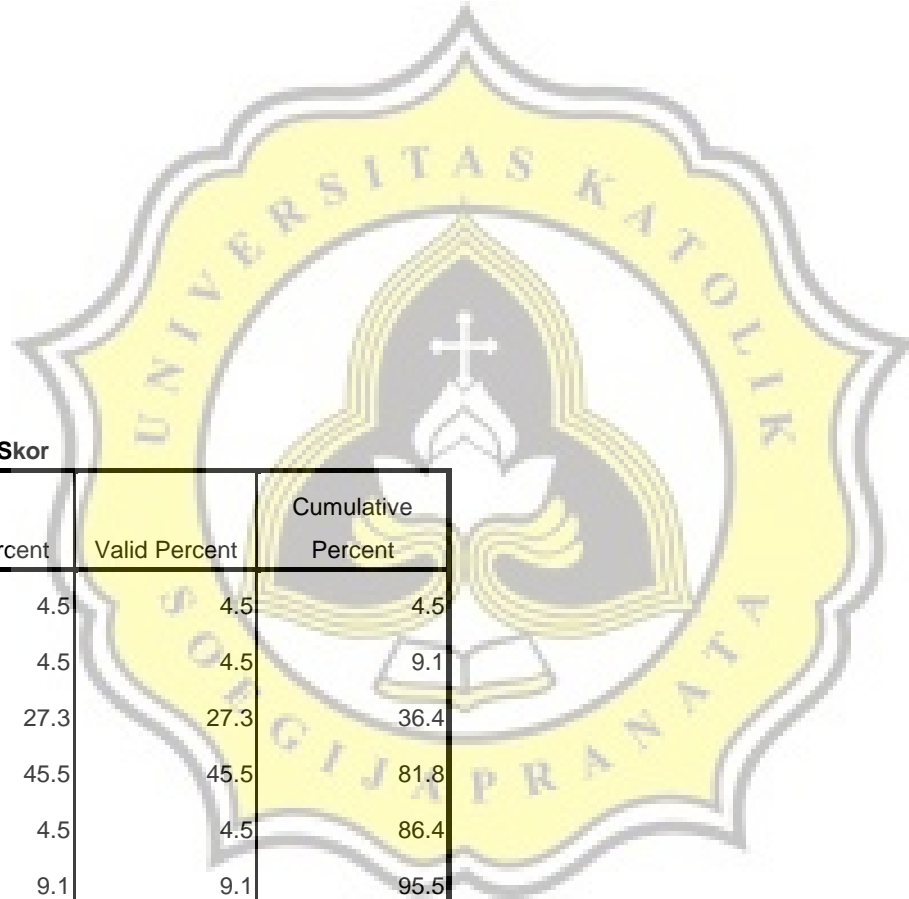 UNIVERSITAS KATOLIK
SOEGIJAPRANATA
Skor
Cumulative
rcent Valid Percent Percent
4.5 4.5 4.5
4.5 4.5 9.1
27.3 27.3 36.4
45.5 45.5 81.8
4.5 4.5 86.4
9.1 9.1 95.5